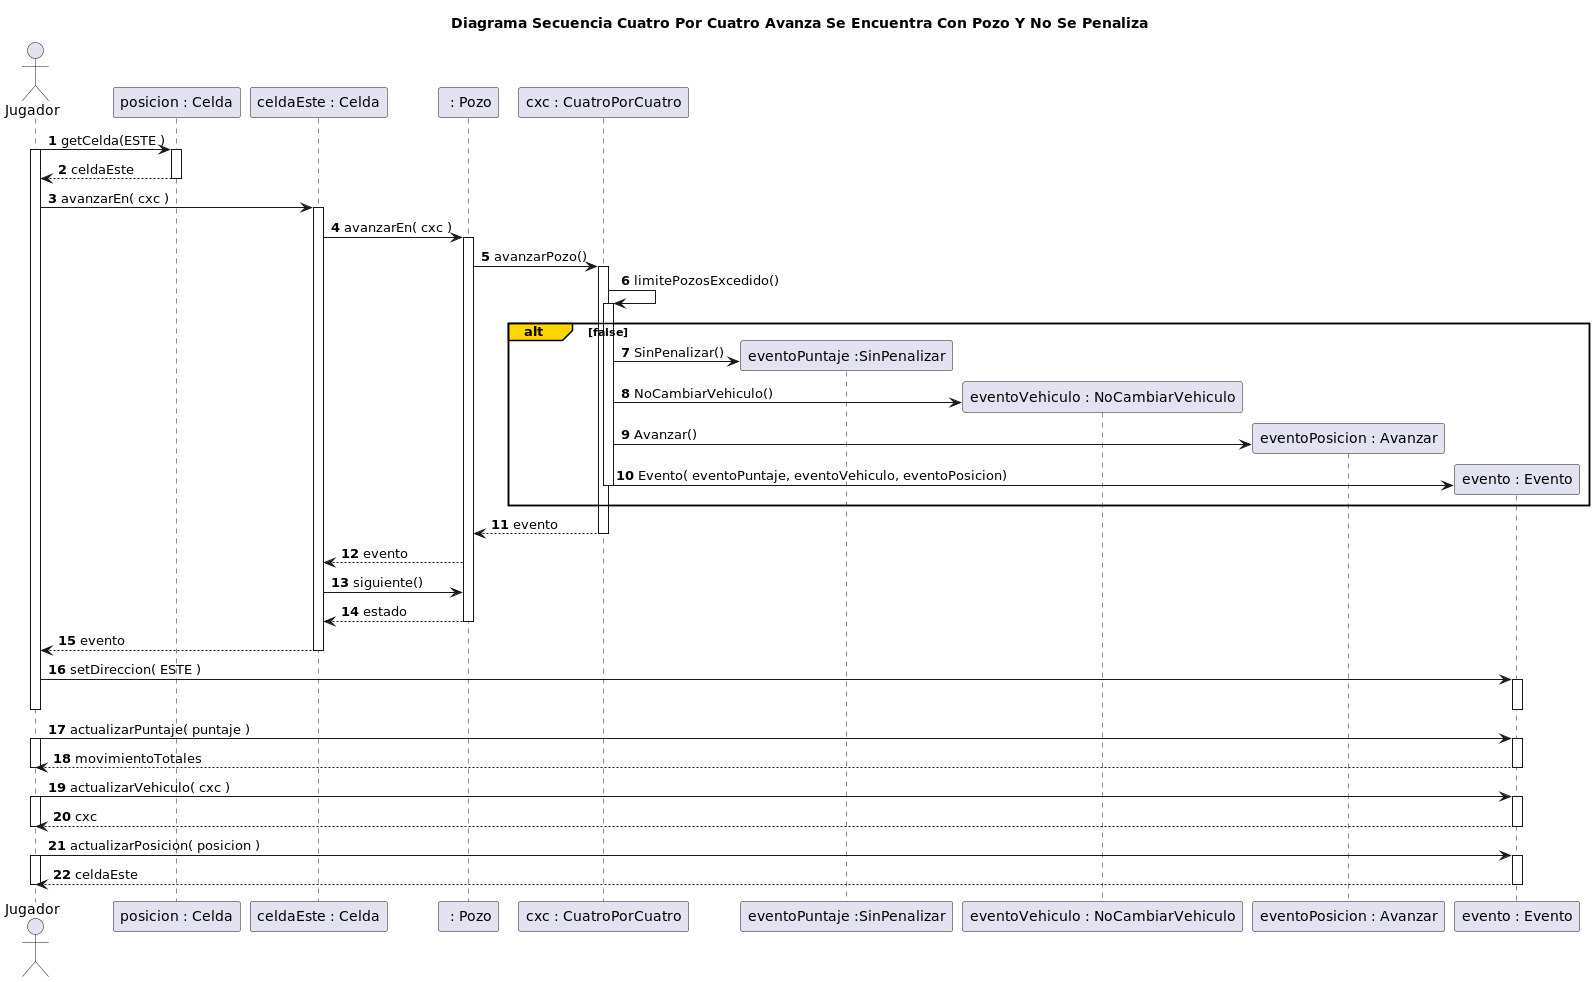 Diagrama Secuencia Cuatro Por Cuatro Avanza Se Encuentra Con Pozo Y No Se Penaliza
Jugador
posicion : Celda
celdaEste : Celda
: Pozo
cxc : CuatroPorCuatro
1 getCelda(ESTE )
2 celdaEste
3 avanzarEn( cxc )
4 avanzarEn( cxc )
5 avanzarPozo()
6 limitePozosExcedido()
alt [false]
7 SinPenalizar()
eventoPuntaje :SinPenalizar
8 NoCambiarVehiculo()
eventoVehiculo : NoCambiarVehiculo
9 Avanzar()
eventoPosicion : Avanzar
10 Evento( eventoPuntaje, eventoVehiculo, eventoPosicion)
evento : Evento
11 evento
12 evento
13 siguiente()
14 estado
15 evento
16 setDireccion( ESTE )
17 actualizarPuntaje( puntaje )
18 movimientoTotales
19 actualizarVehiculo( cxc )
20 cxc
21 actualizarPosicion( posicion )
22 celdaEste
Jugador
posicion : Celda
celdaEste : Celda
: Pozo
cxc : CuatroPorCuatro
eventoPuntaje :SinPenalizar
eventoVehiculo : NoCambiarVehiculo
eventoPosicion : Avanzar
evento : Evento